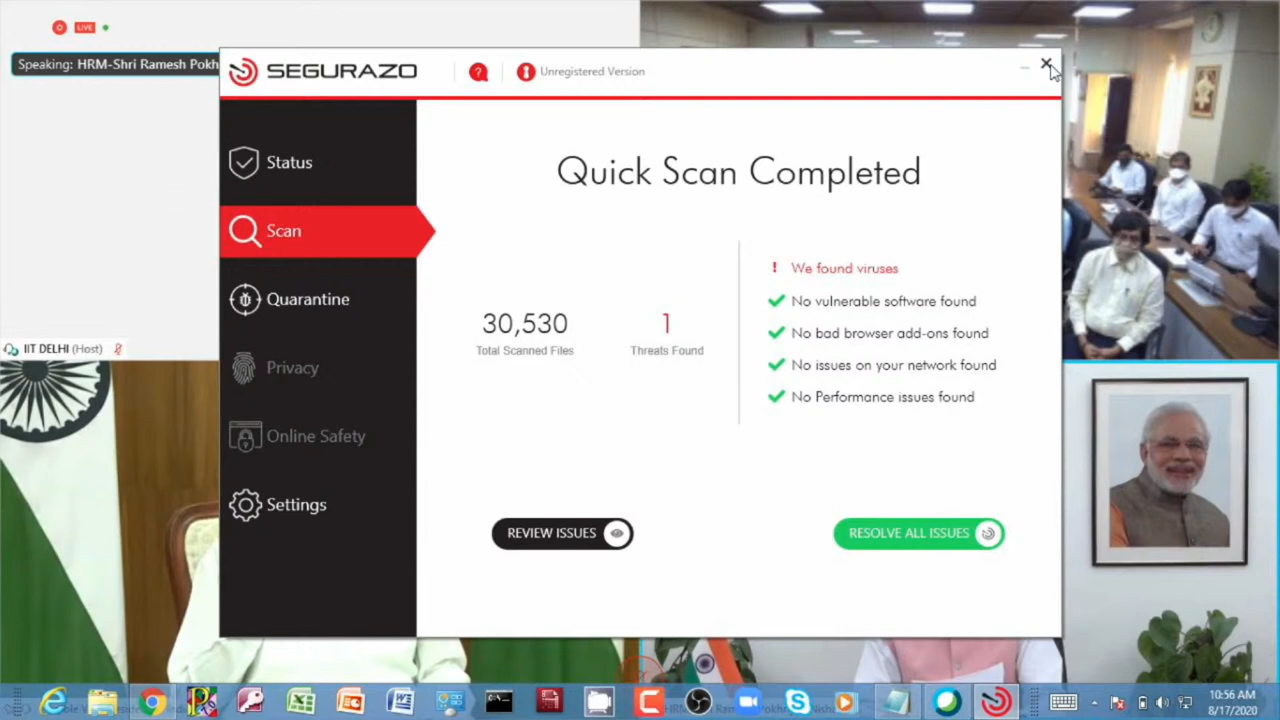 LIVE
Speaking: HRM-Shri Ramesh Pokh
SEGURAZO
?
Unregistered Version
Status
Scan
Quarantine
Privacy
Online Safety
Settings
Quick Scan Completed
30,530
Total Scanned Files
1
Threats Found
! We found viruses
No vulnerable software found
No bad browser add-ons found
No issues on your network found
No Performance issues found
REVIEW ISSUES
RESOLVE ALL ISSUES
IIT DELHI (Host)
10:56 AM
8/17/2020